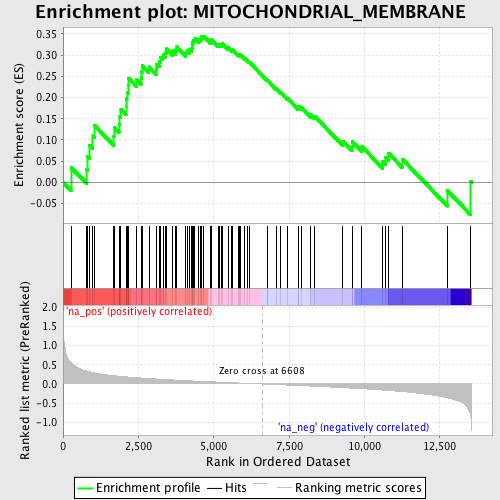 Enrichment plot: MITOCHONDRIAL_MEMBRANE
Enrichment score (ES)
0.35
0.30
0.25
0.20
0.15
0.10
0.05
0.00
-0.05
Ranked list metric (PreRanked)
'na_pos' (positively correlated)
2.0
1.5
1.0
0.5
0.0
-0.5
-1.0
Zero cross at 6608
'na_neg' (negatively correlated)
0
2,500
5,000
7,500
10,000
12,500
Rank in Ordered Dataset
Enrichment profile
Hits
Ranking metric scores